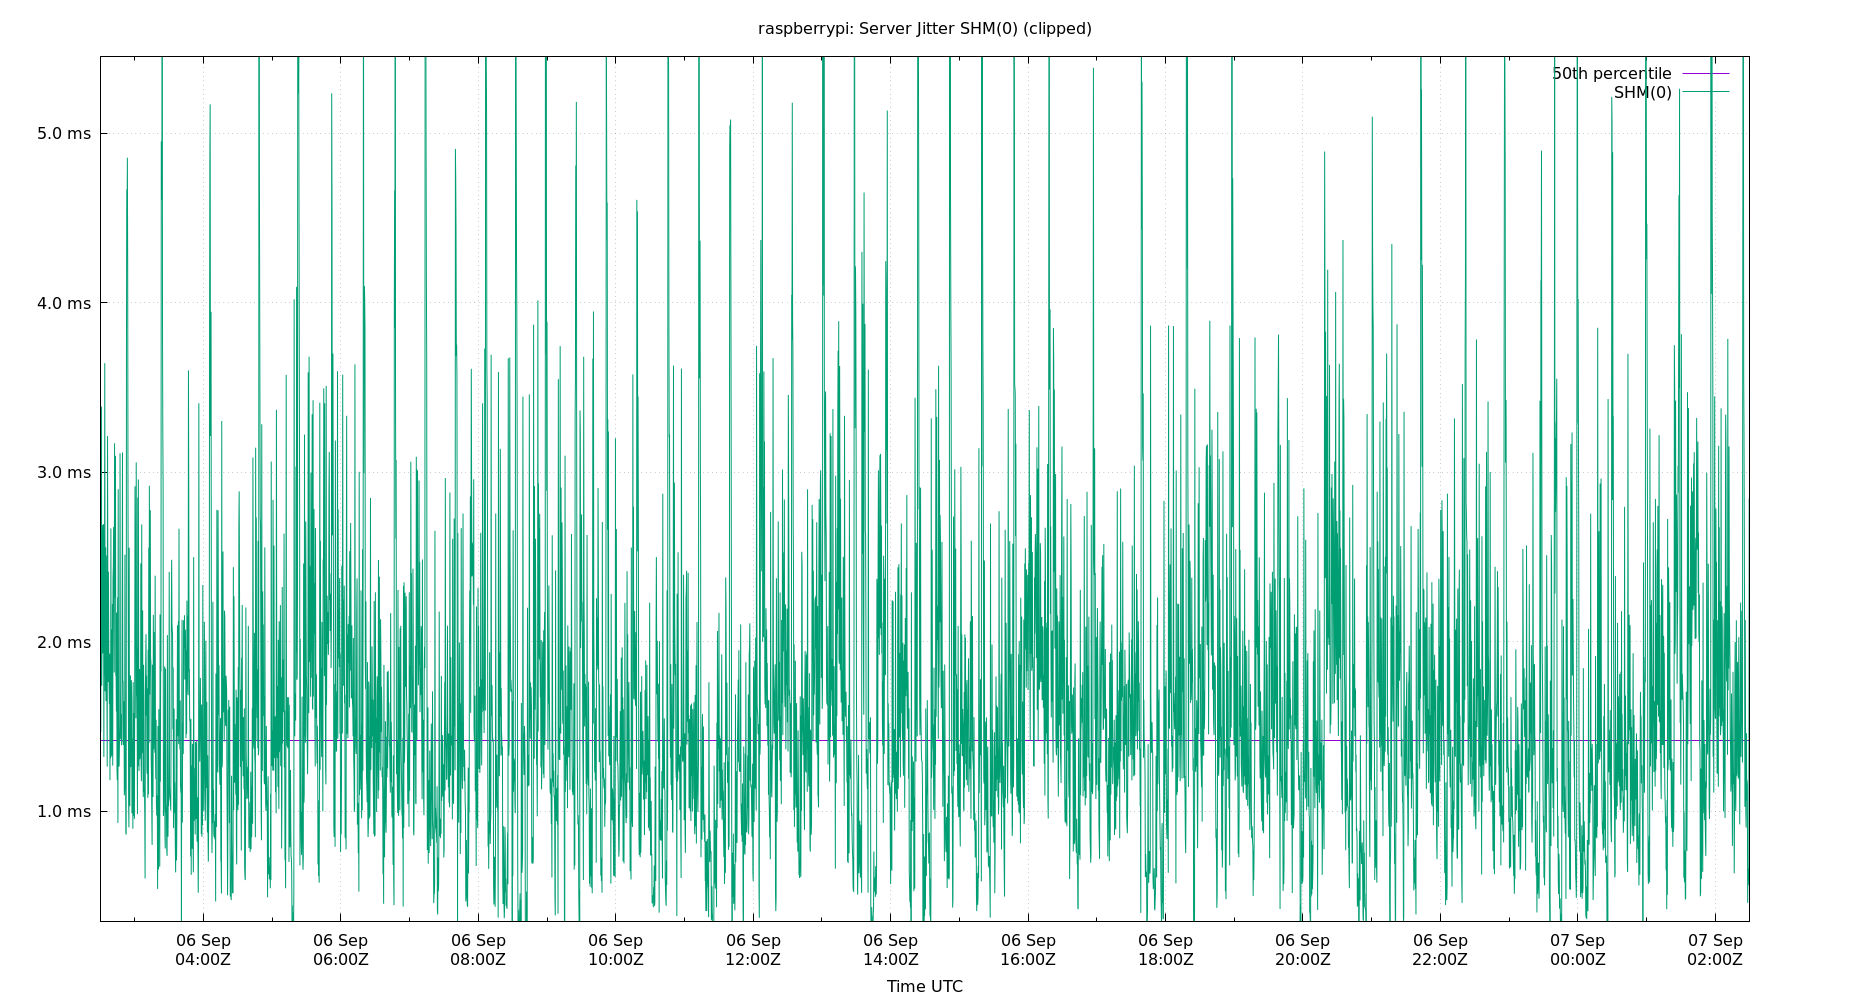 raspberrypi: Server Jitter SHM(0) (clipped)
50th percentile
SHM(0)
5.0 ms
4.0 ms
3.0 ms
2.0 ms
1.0 ms
06 Sep 06 Sep 06 Sep 06 Sep 06 Sep 06 Sep 06 Sep 06 Sep 06 Sep 06 Sep 07 Sep 07 Sep
04:00Z 06:00Z 08:00Z 10:00Z 12:00Z 14:00Z 16:00Z 18:00Z 20:00Z 22:00Z 00:00Z 02:00Z
Time UTC